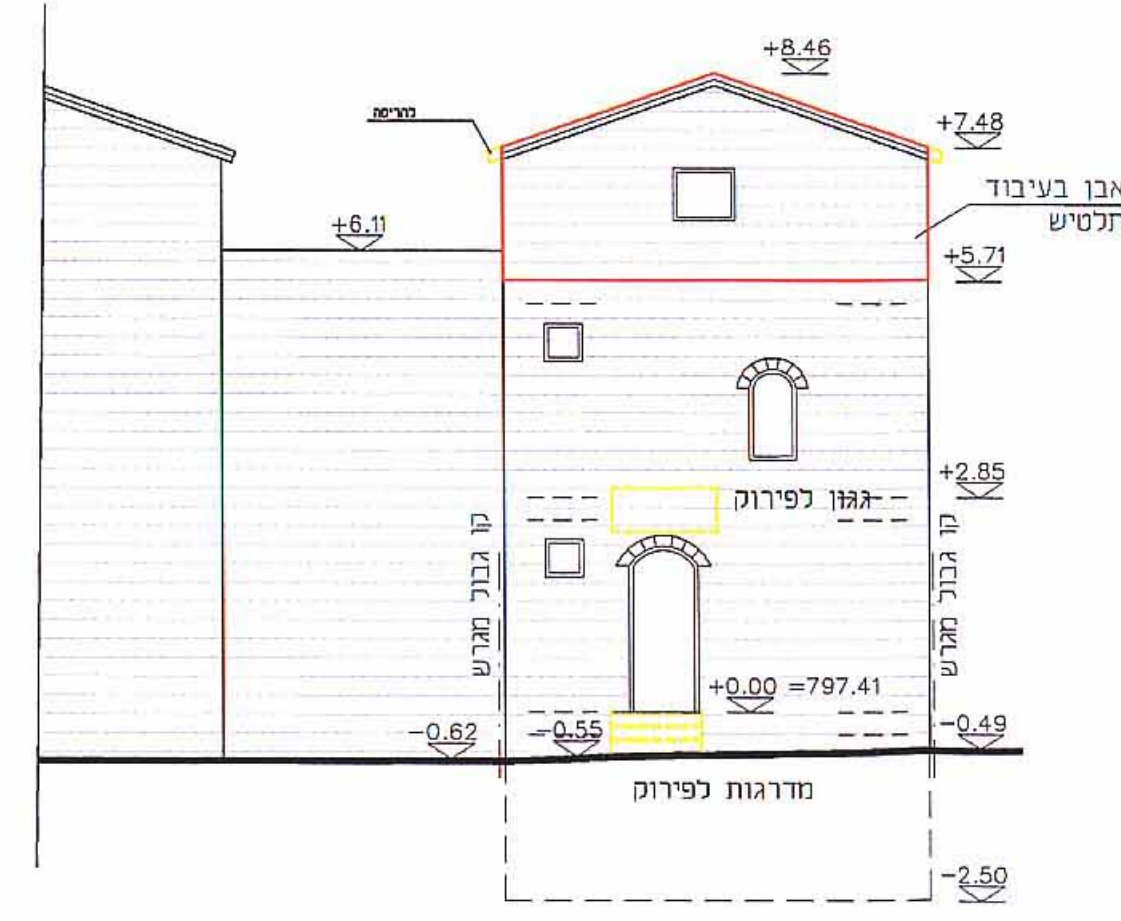 +8.46
להריסה
+7.48
אבן בעיבוד
תלטיש
+6.11
+5.71
+2.85
גגון לפירוק
קו גבול מגרש
קו גבול מגרש
+0.00 =797.41
-0.62
-0.55
-0.49
מדרגות לפירוק
-2.50